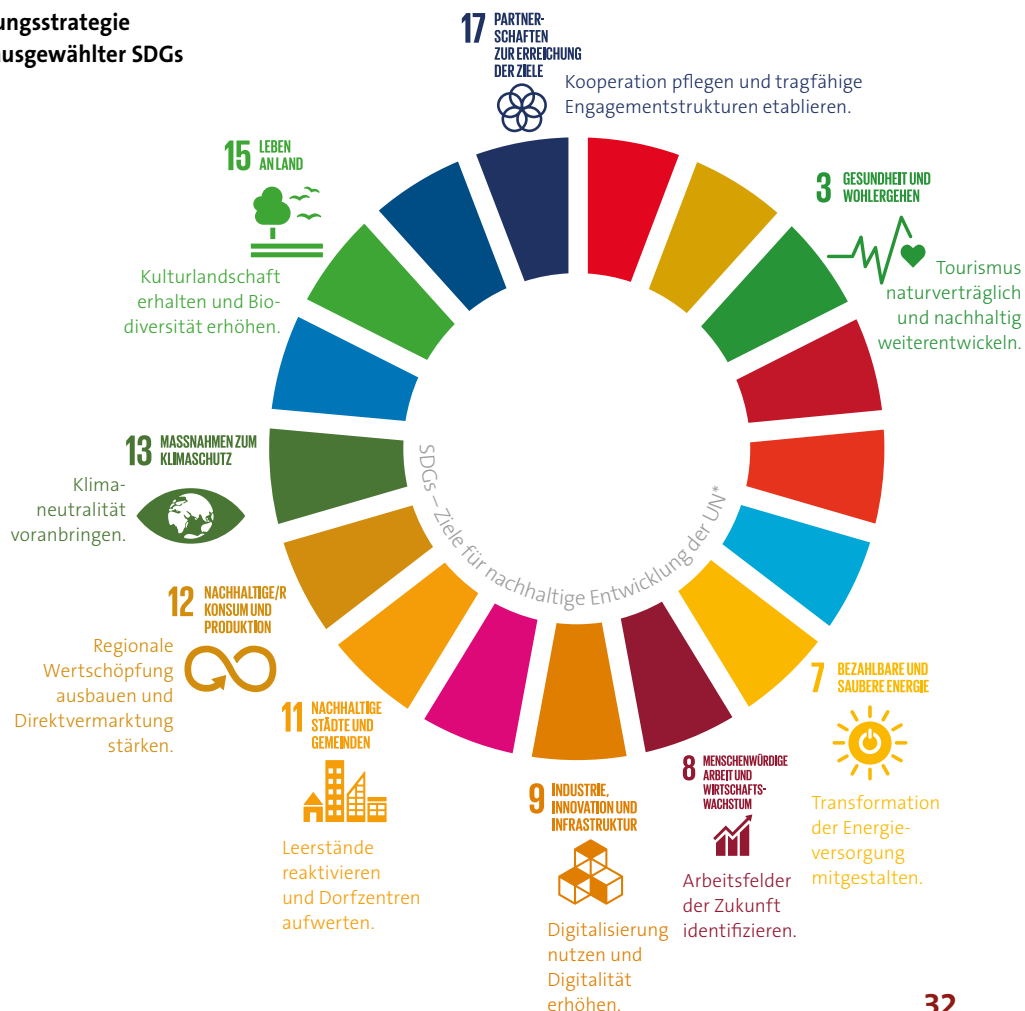 ungsstrategie
ausgewählter SDGs
17 PARTNER-
SCHAFTEN
ZUR ERREICHUNG
DER ZIELE
Kooperation pflegen und tragfähige
Engagementstrukturen etablieren.
3 GESUNDHEIT UND
WOHLERGEHEN
Tourismus
naturverträglich
und nachhaltig
weiterentwickeln.
7 BEZAHLBARE UND
SAUBERE ENERGIE
Transformation
der Energie-
versorgung
mitgestalten.
8 MENSCHENWÜRDIGE
ARBEIT UND
WIRTSCHAFTS-
WACHSTUM
Arbeitsfelder
der Zukunft
identifizieren.
9 INDUSTRIE,
INNOVATION UND
INFRASTRUKTUR
Digitalisierung
nutzen und
Digitalität
erhöhen.
11 NACHHALTIGE
STÄDTE UND
GEMEINDEN
Leerstände
reaktivieren
und Dorfzentren
aufwerten.
12 NACHHALTIGE/R
KONSUM UND
PRODUKTION
Regionale
Wertschöpfung
ausbauen und
Direktvermarktung
stärken.
13 MASSNAHMEN ZUM
KLIMASCHUTZ
Klima-
neutralität
voranbringen.
15 LEBEN
AN LAND
Kulturlandschaft
erhalten und Bio-
diversität erhöhen.
SDGs – Ziele für nachhaltige Entwicklung der UN*
32